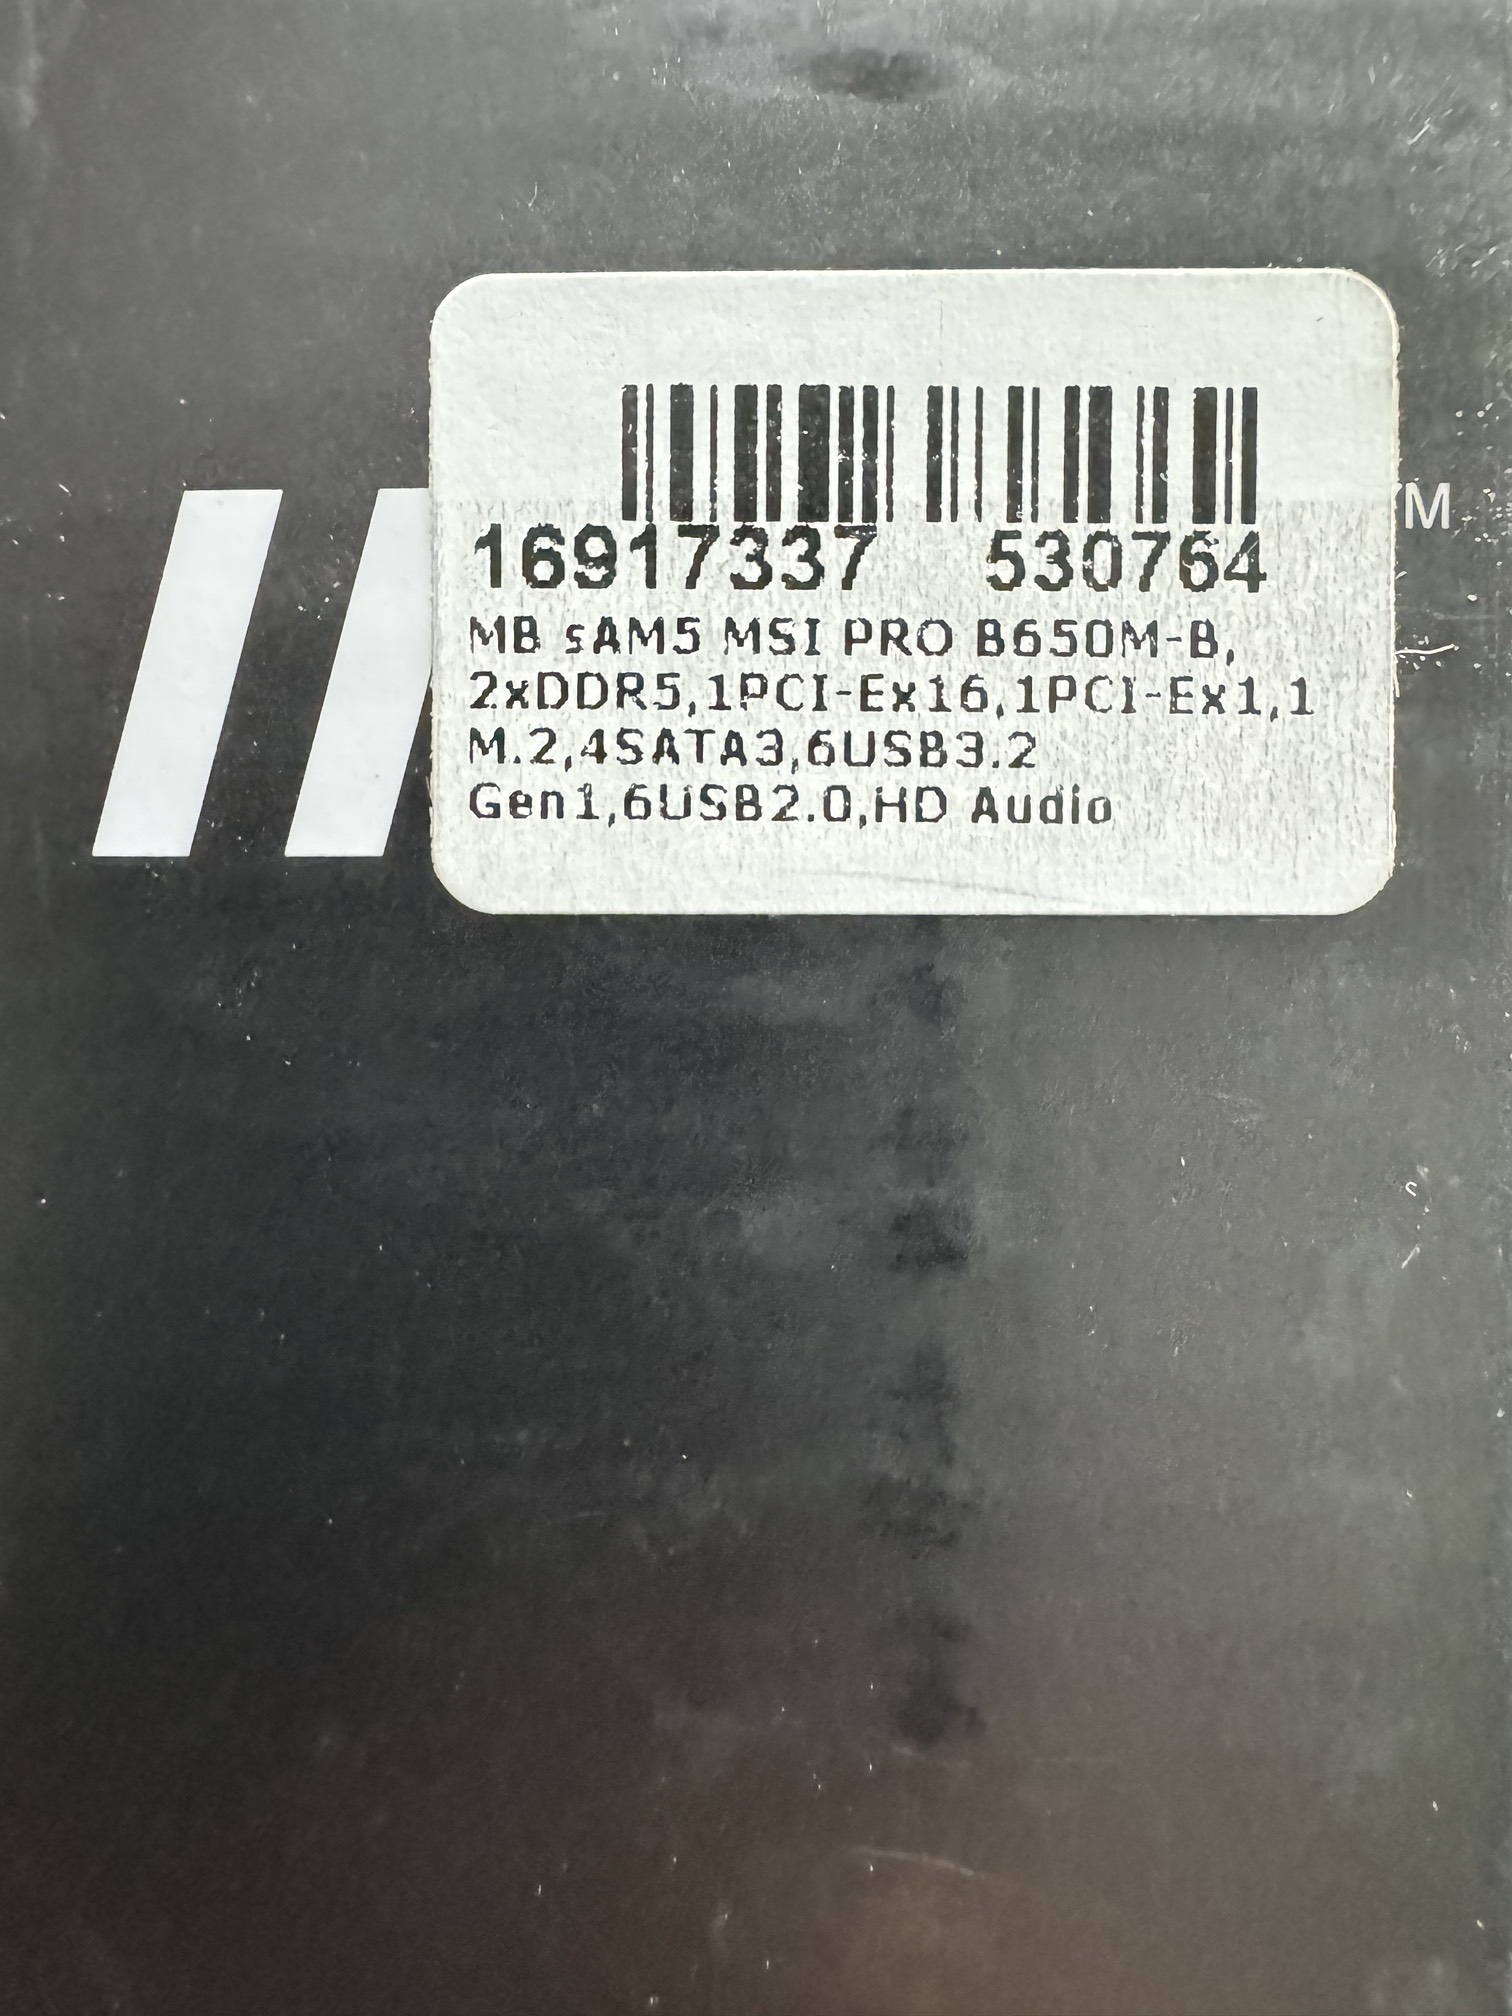 16917337 530764
™
MB sAM5 MSI PRO B650M-B,
2xDDR5,1PCI-Ex16,1PCI-Ex1,1
M.2,4SATA3,6USB3.2
Gen1,6USB2.0,HD Audio